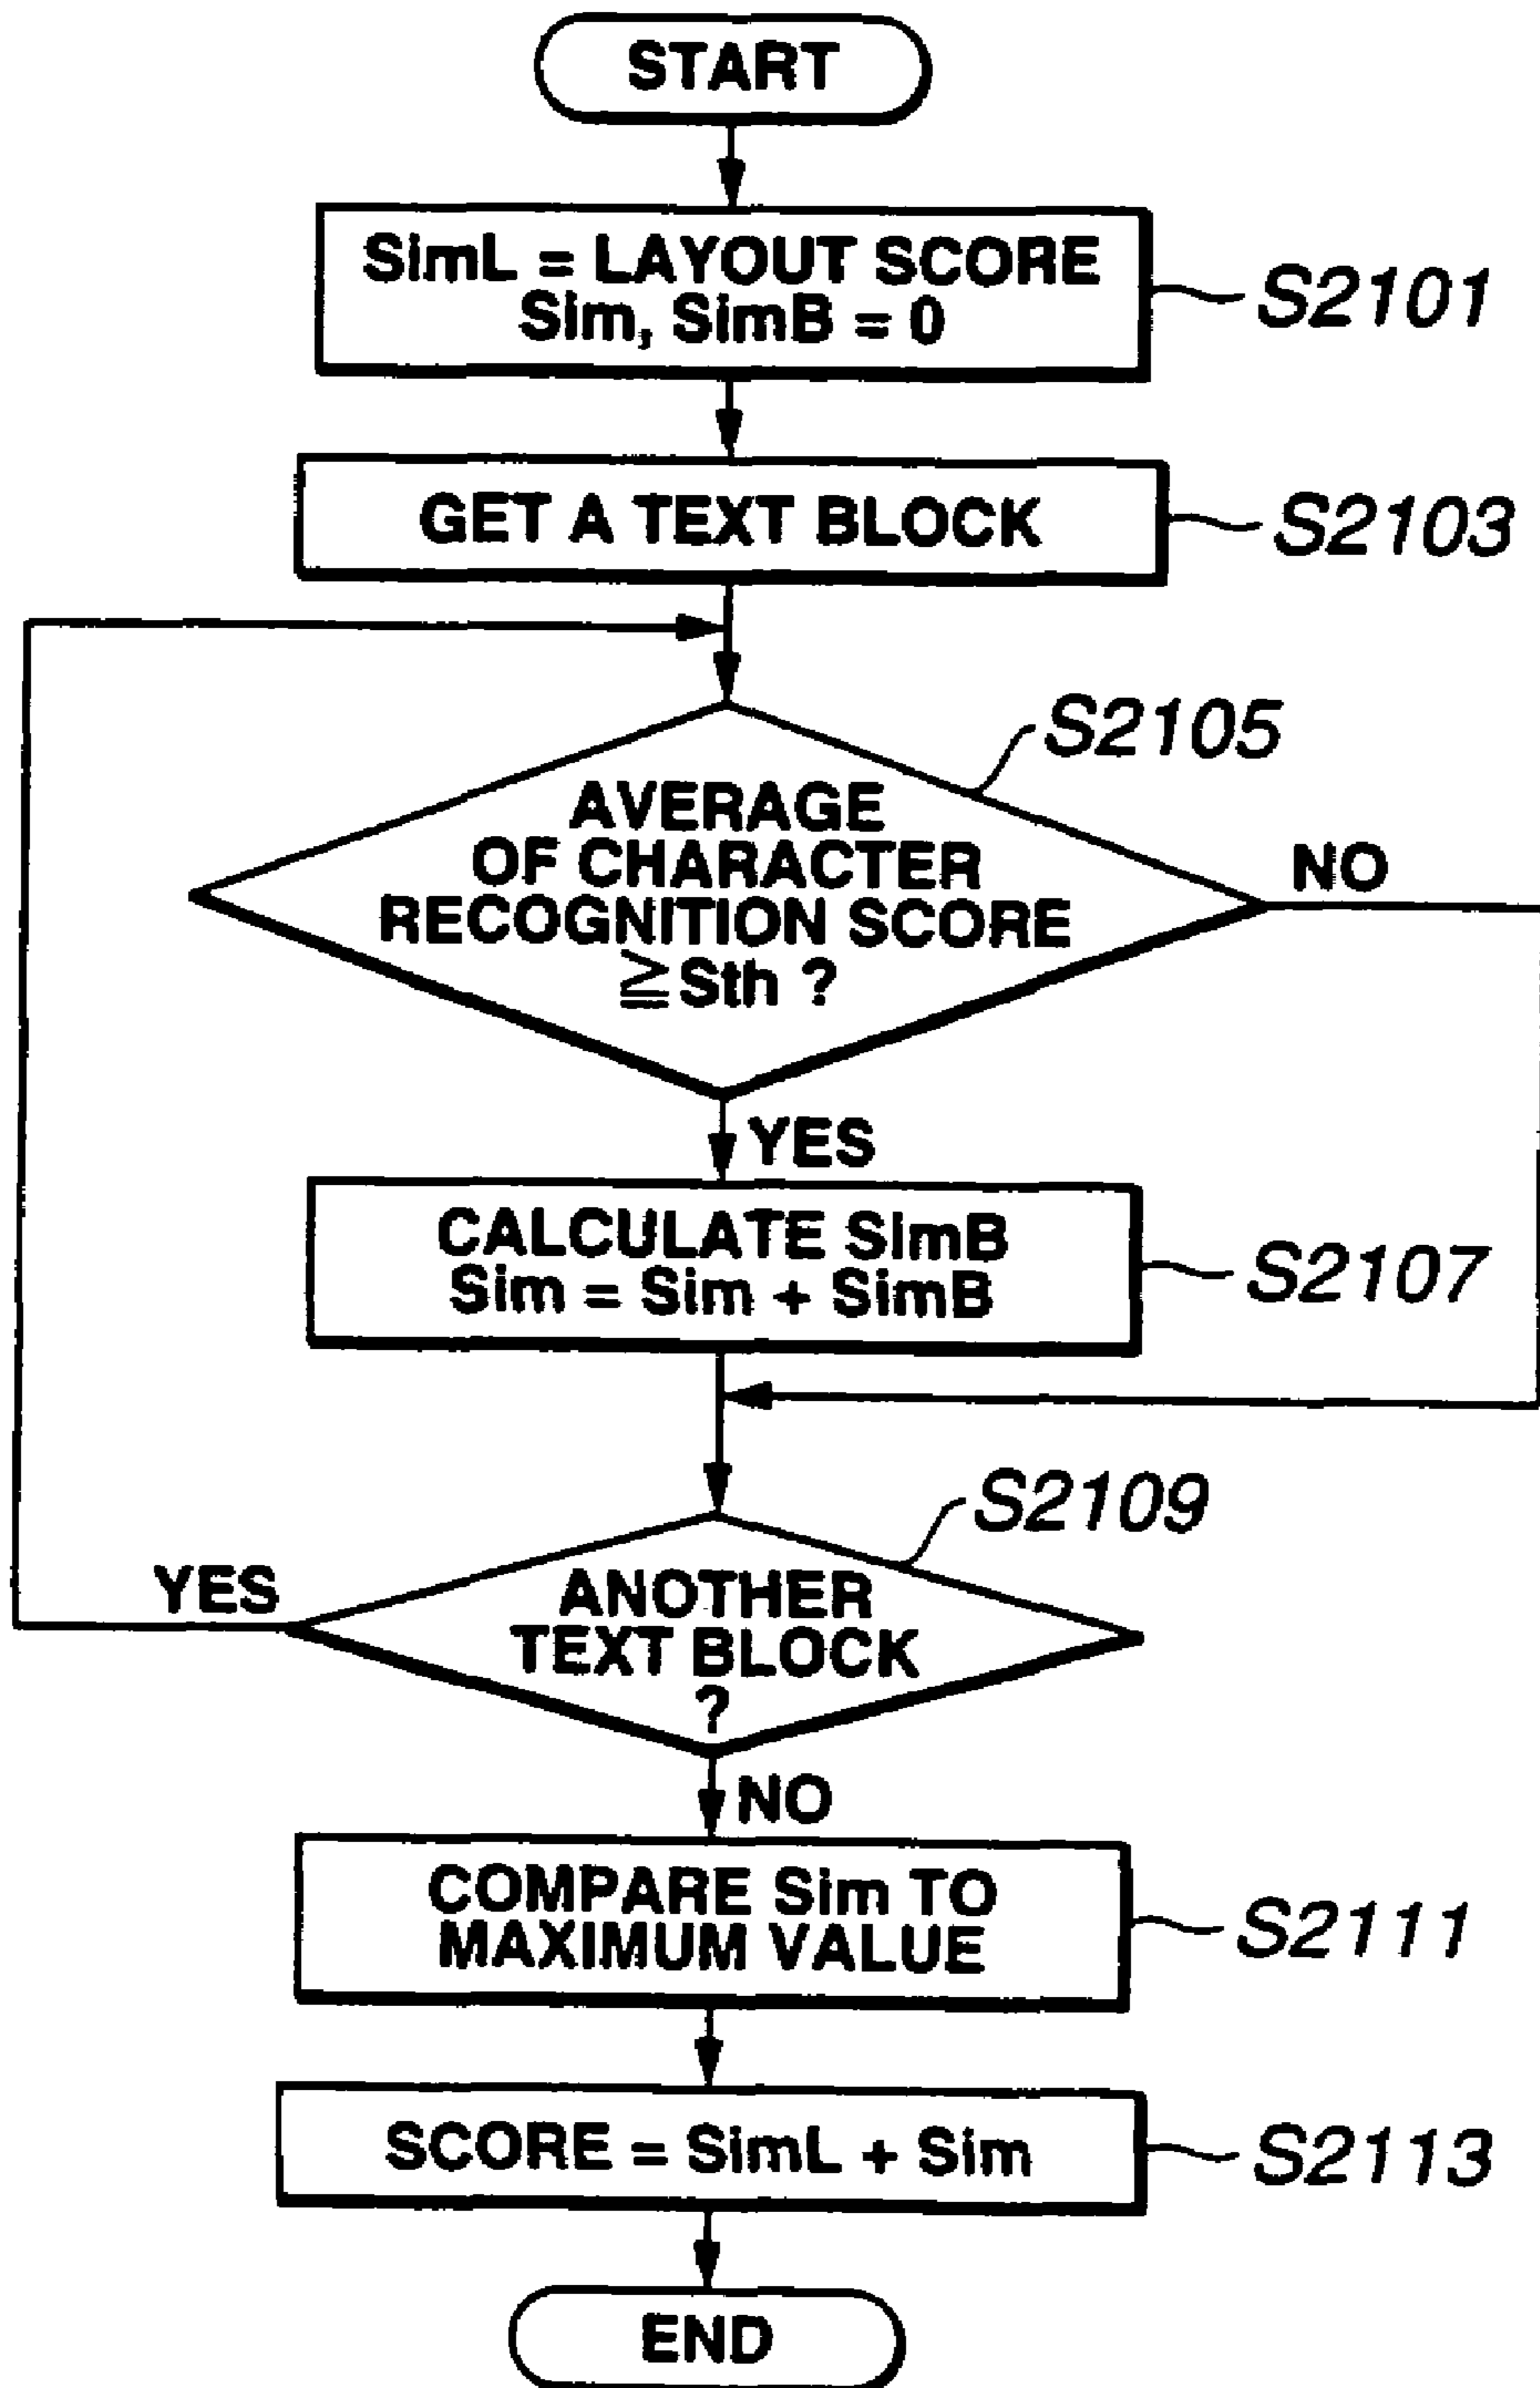 START
SimL = LAYOUT SCORE
Sim, SimB = 0
S2101
GET A TEXT BLOCK
S2103
S2105
AVERAGE
OF CHARACTER
RECOGNITION SCORE
≧Sth ?
NO
YES
CALCULATE SimB
Sim = Sim + SimB
S2107
S2109
YES
ANOTHER
TEXT BLOCK
?
NO
COMPARE Sim TO
MAXIMUM VALUE
S2111
SCORE = SimL + Sim
S2113
END